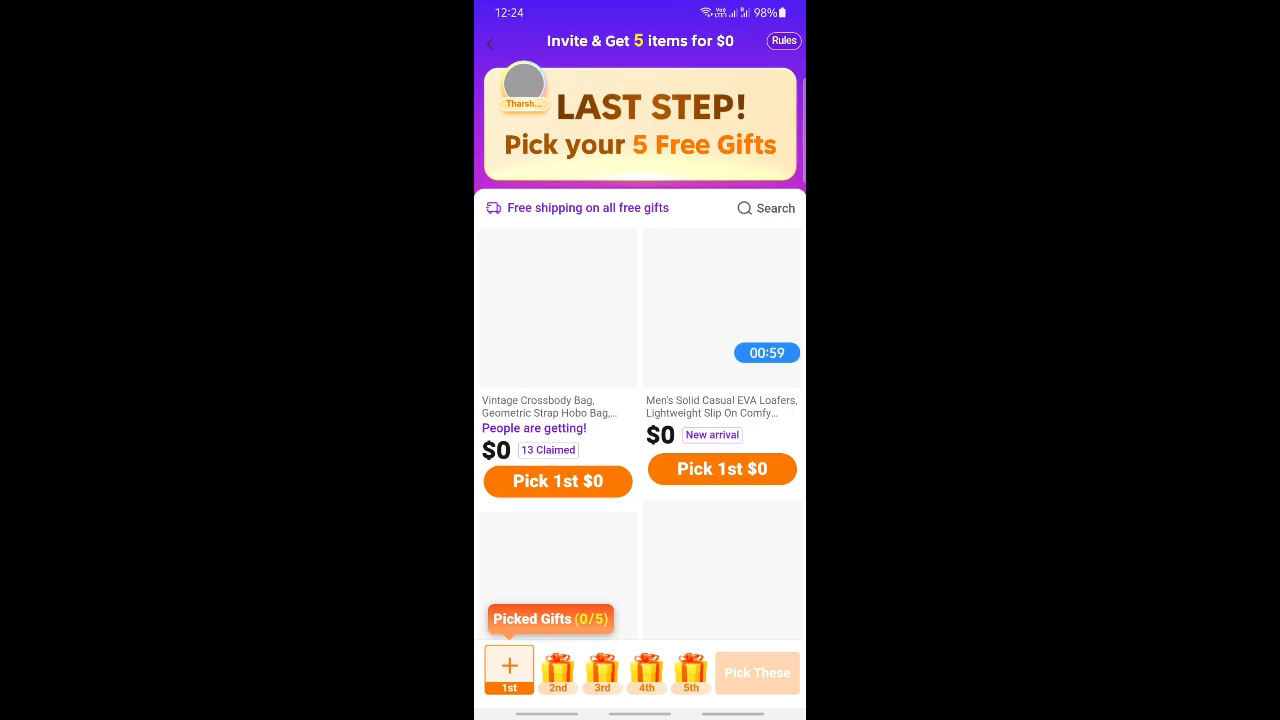 12:24
98%
Invite & Get 5 items for $0
Rules
Tharsh...
LAST STEP!
Pick your 5 Free Gifts
Free shipping on all free gifts
Search
00:59
Vintage Crossbody Bag,
Geometric Strap Hobo Bag,...
People are getting!
$0 13 Claimed
Pick 1st $0
Men's Solid Casual EVA Loafers,
Lightweight Slip On Comfy...
$0 New arrival
Pick 1st $0
Picked Gifts (0/5)
1st
2nd
3rd
4th
5th
Pick These